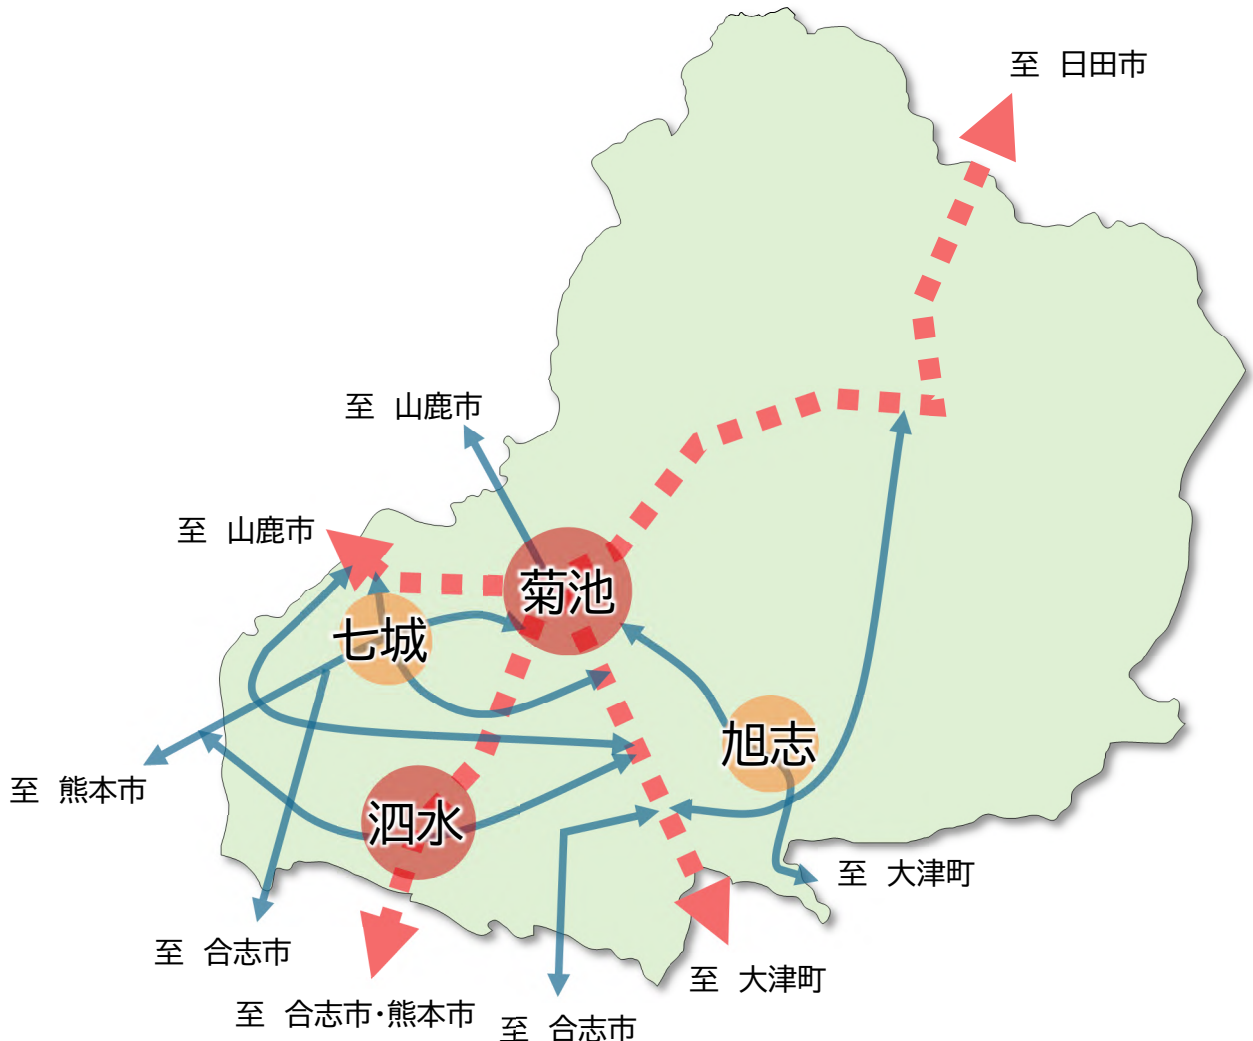 至 日田市
至 山鹿市
至 山鹿市
菊池
七城
旭志
至 熊本市
泗水
至 大津町
至 合志市
至 大津町
至 合志市・熊本市
至 合志市